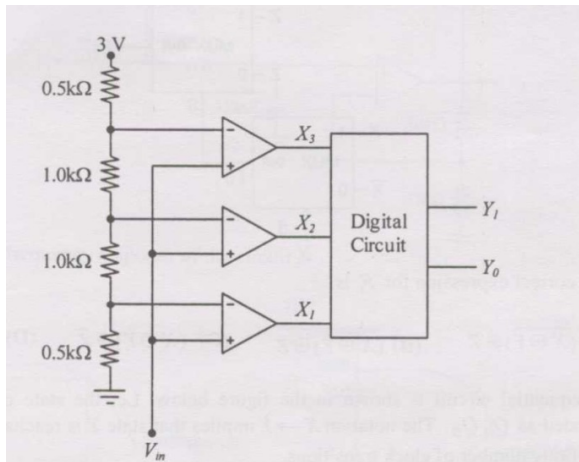 3 V
0.5kΩ
1.0kΩ
1.0kΩ
0.5kΩ
X3
X2
X1
Digital
Circuit
Y1
Y0
Vin